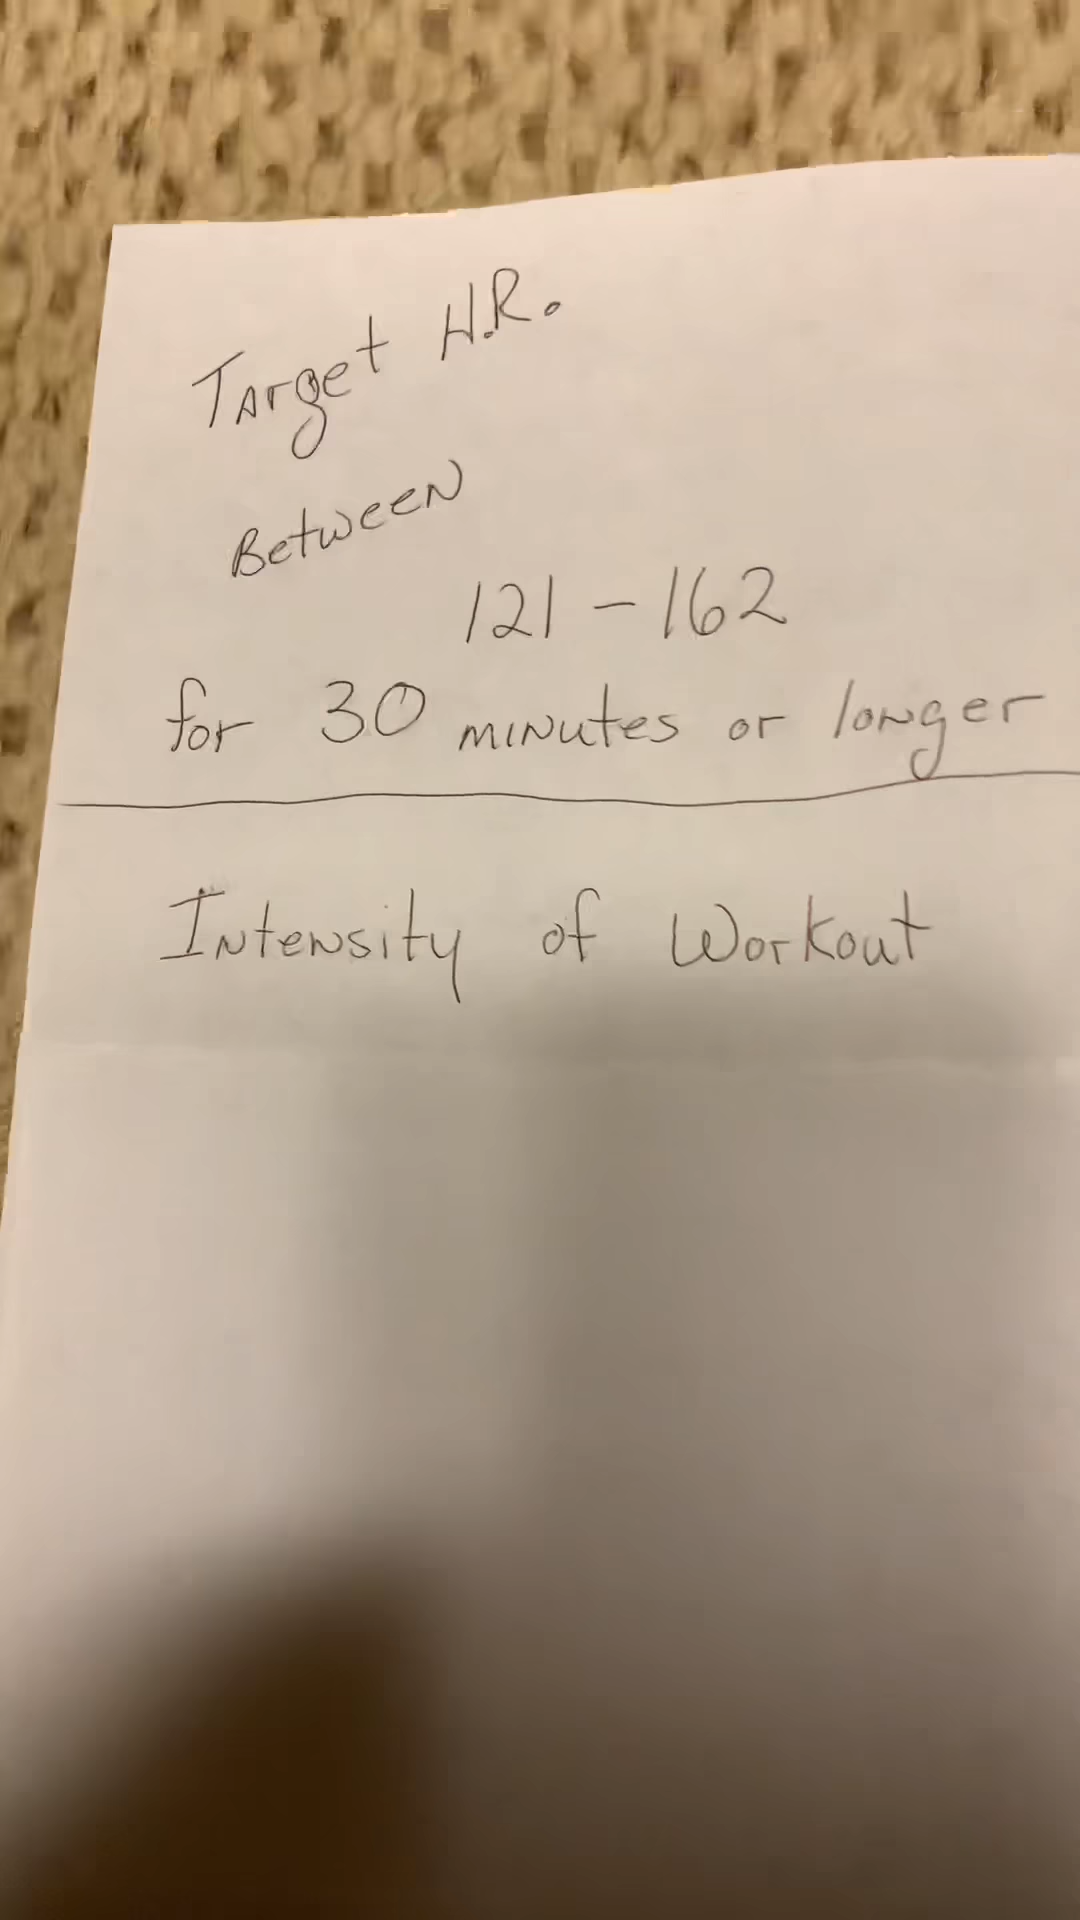 Target H.R.
Between
121 - 162
for 30 minutes or longer
Intensity of Workout